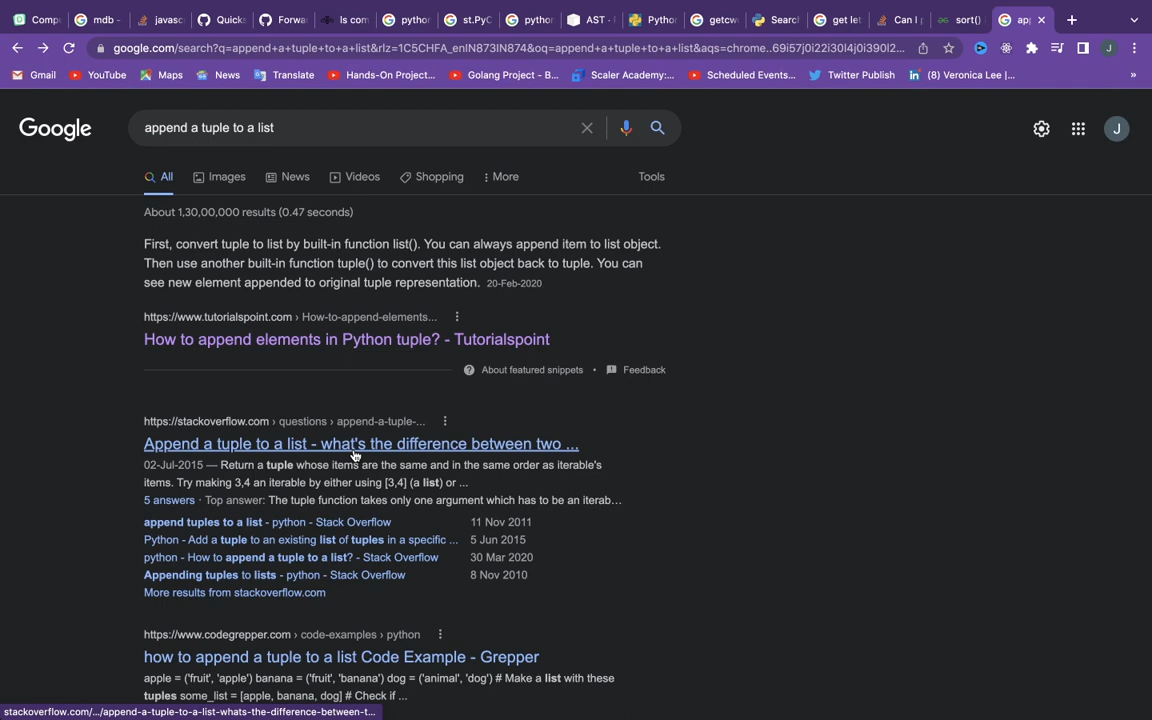 Comp
mdb -
javasc
Quick
Forwa
Is com
python
st.PyC
python
AST -
Pytho
getcw
Searc
get let
Can I
sort()
app
google.com/search?q=append+a+tuple+to+a+list&rlz=1C5CHFA_enIN873IN874&oq=append+a+tuple+to+a+list&aqs=chrome..69i57j0i22i30l4j0i390l2...
J
Gmail YouTube Maps News Translate Hands-On Project... Golang Project - B... Scaler Academy:... Scheduled Events... Twitter Publish (8) Veronica Lee |... »
Google append a tuple to a list J
All Images News Videos Shopping More Tools
About 1,30,00,000 results (0.47 seconds)
First, convert tuple to list by built-in function list(). You can always append item to list object.
Then use another built-in function tuple() to convert this list object back to tuple. You can
see new element appended to original tuple representation. 20-Feb-2020
https://www.tutorialspoint.com › How-to-append-elements...
How to append elements in Python tuple? - Tutorialspoint
About featured snippets • Feedback
https://stackoverflow.com › questions › append-a-tuple-...
Append a tuple to a list - what's the difference between two ...
02-Jul-2015 — Return a tuple whose items are the same and in the same order as iterable's
items. Try making 3,4 an iterable by either using [3,4] (a list) or ...
5 answers · Top answer: The tuple function takes only one argument which has to be an iterab...
append tuples to a list - python - Stack Overflow 11 Nov 2011
Python - Add a tuple to an existing list of tuples in a specific ... 5 Jun 2015
python - How to append a tuple to a list? - Stack Overflow 30 Mar 2020
Appending tuples to lists - python - Stack Overflow 8 Nov 2010
More results from stackoverflow.com
https://www.codegrepper.com › code-examples › python
how to append a tuple to a list Code Example - Grepper
apple = ('fruit', 'apple') banana = ('fruit', 'banana') dog = ('animal', 'dog') # Make a list with these
tuples some_list = [apple, banana, dog] # Check if ...
stackoverflow.com/.../append-a-tuple-to-a-list-whats-the-difference-between-t...